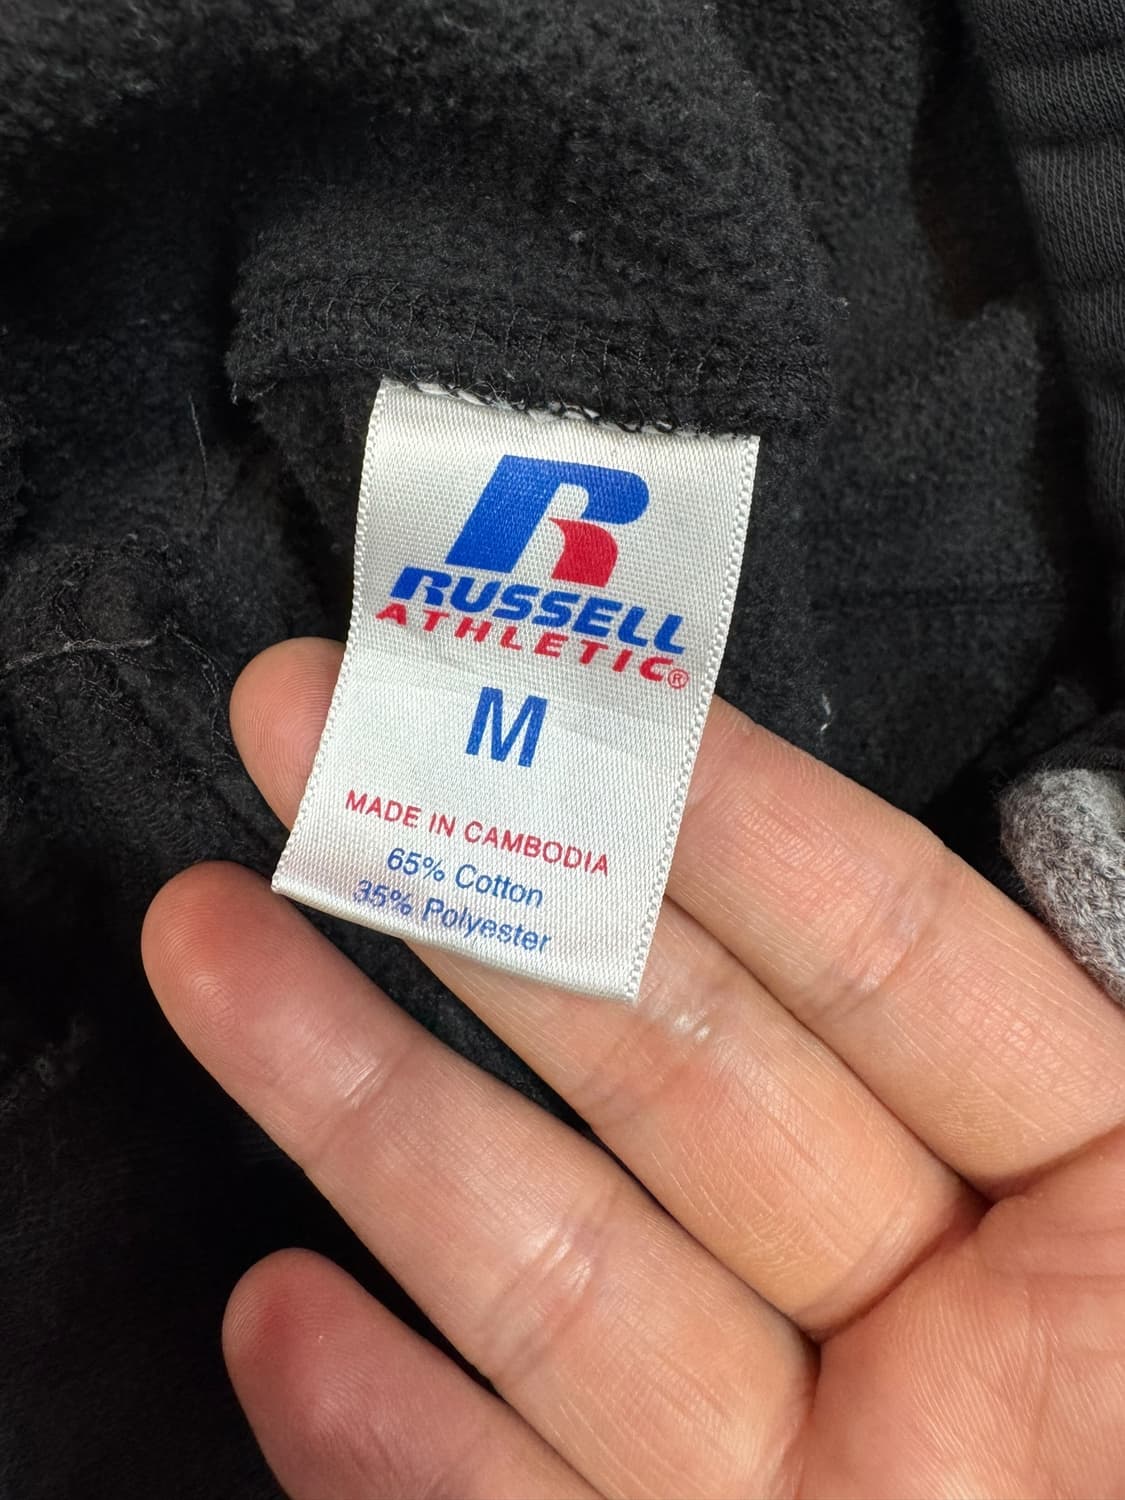 R
RUSSELL
ATHLETIC®
M
MADE IN CAMBODIA
65% Cotton
35% Polyester